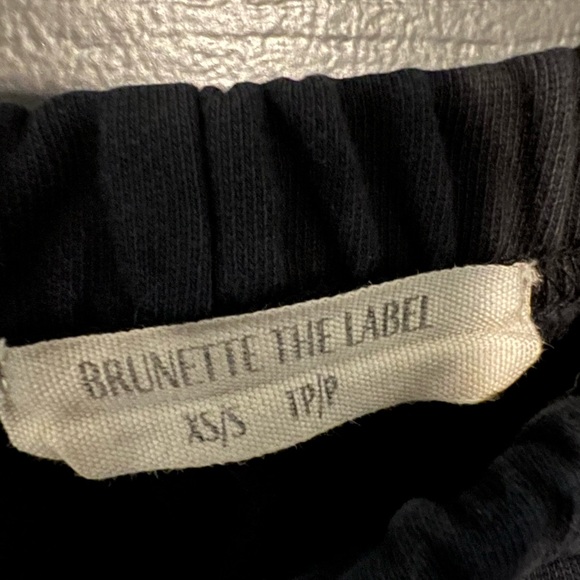 BRUNETTE THE LABEL
XS/S TP/P